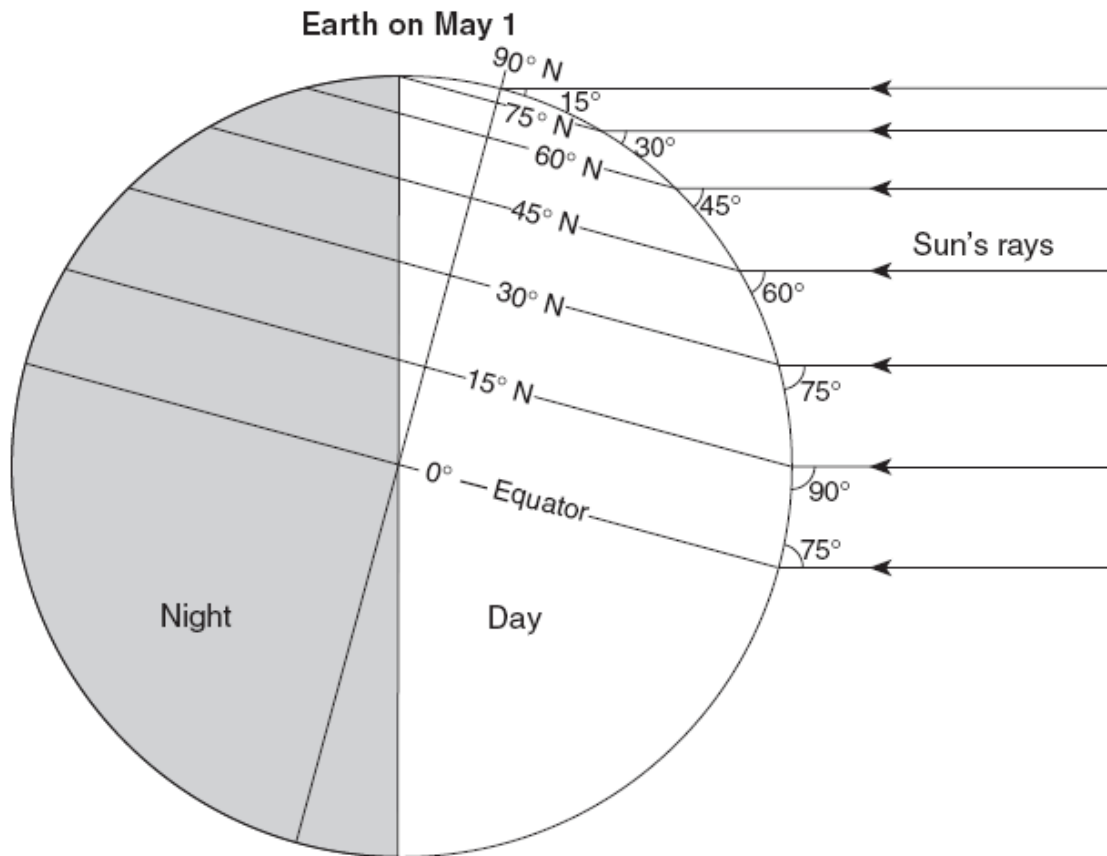 Earth on May 1
90° N
15°
75° N
30°
60° N
45°
45° N
Sun's rays
60°
30° N
75°
15° N
0° Equator
90°
75°
Night
Day